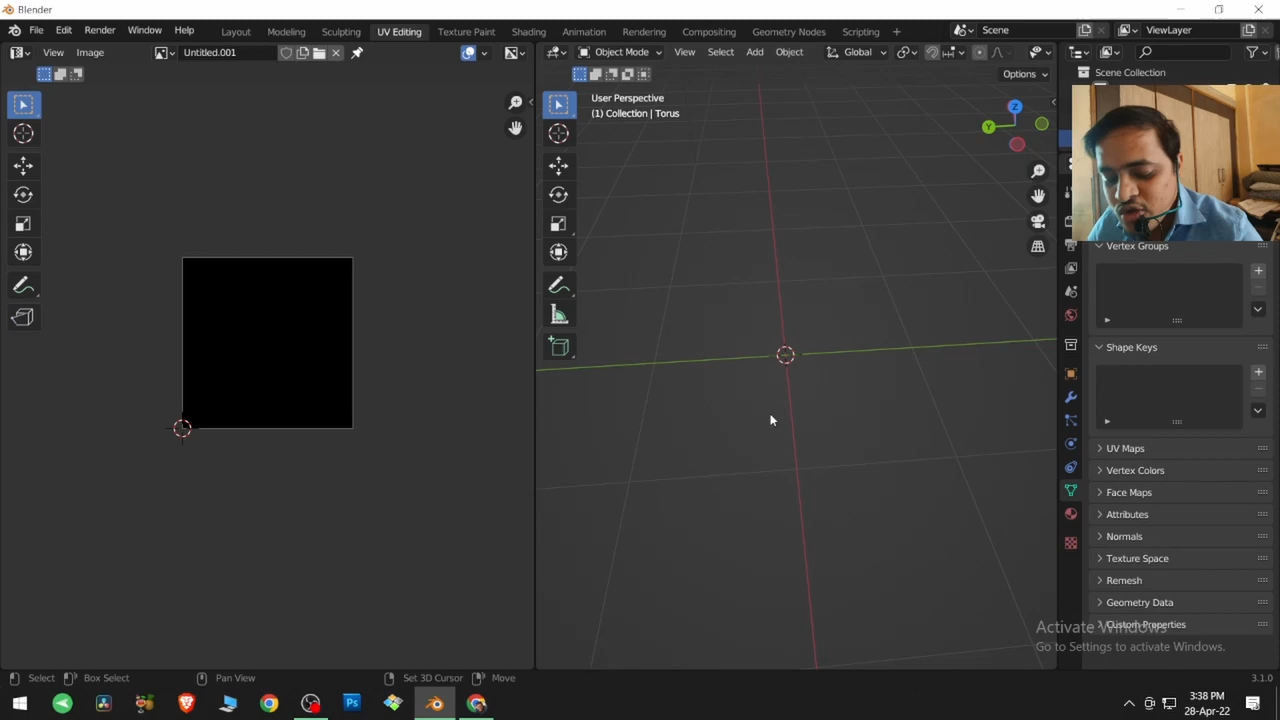 Blender
File Edit Render Window Help Layout Modeling Sculpting UV Editing Texture Paint Shading Animation Rendering Compositing Geometry Nodes Scripting + Scene ViewLayer
View Image Untitled.001 Object Mode View Select Add Object Global
Options
Scene Collection
User Perspective
(1) Collection | Torus
Z
Y
Vertex Groups
Shape Keys
UV Maps
Vertex Colors
Face Maps
Attributes
Normals
Texture Space
Remesh
Geometry Data
Custom Properties
Activate Windows
Go to Settings to activate Windows.
Select Box Select Pan View Set 3D Cursor Move 3.1.0
Ps
3:38 PM
28-Apr-22